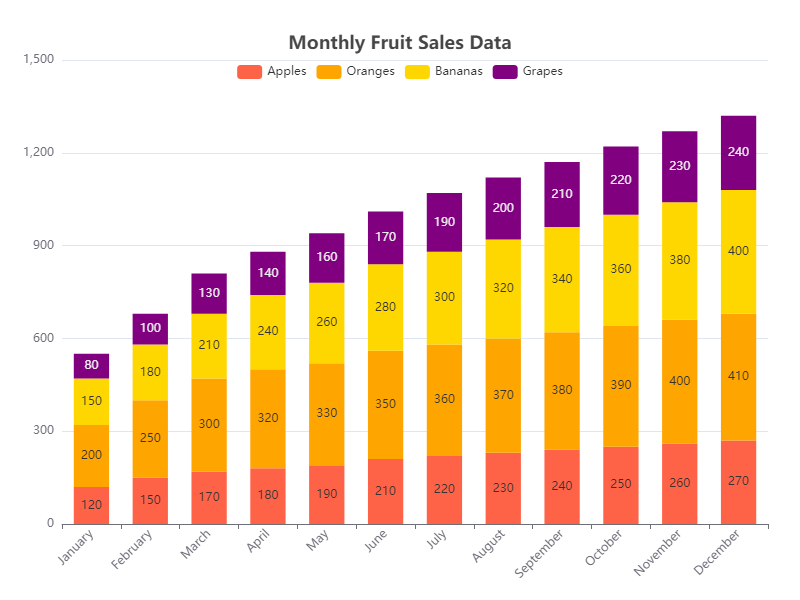 Monthly Fruit Sales Data
Apples Oranges Bananas Grapes
1,500
1,200
900
600
300
0
80 100 130 140 160 170 190 200 210 220 230 240
150 180 210 240 260 280 300 320 340 360 380 400
200 250 300 320 330 350 360 370 380 390 400 410
120 150 170 180 190 210 220 230 240 250 260 270
January February March April May June July August September October November December